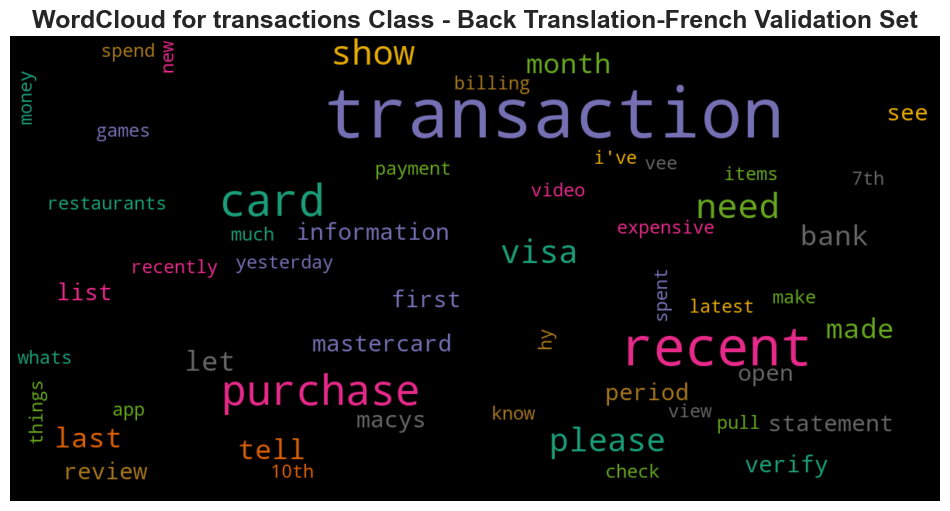 WordCloud for transactions Class - Back Translation-French Validation Set
spend
new
show
month
money
billing
transaction
see
games
i've
vee
payment
items
7th
video
restaurants
card
need
expensive
much
information
bank
recently
yesterday
visa
list
first
spent
latest
make
made
whats
let
mastercard
hy
recent
open
purchase
period
things
app
macys
know
view
pull
statement
last
tell
please
review
10th
check
verify